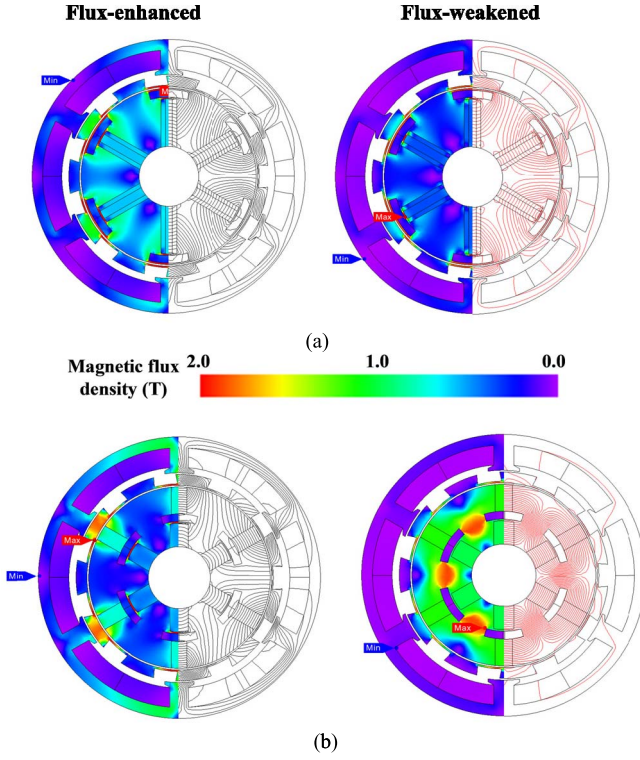 Flux-enhanced Flux-weakened
Min
M
Max
Min
(a)
2.0 1.0 0.0
Magnetic flux
density (T)
Max
Min
Max
Min
(b)